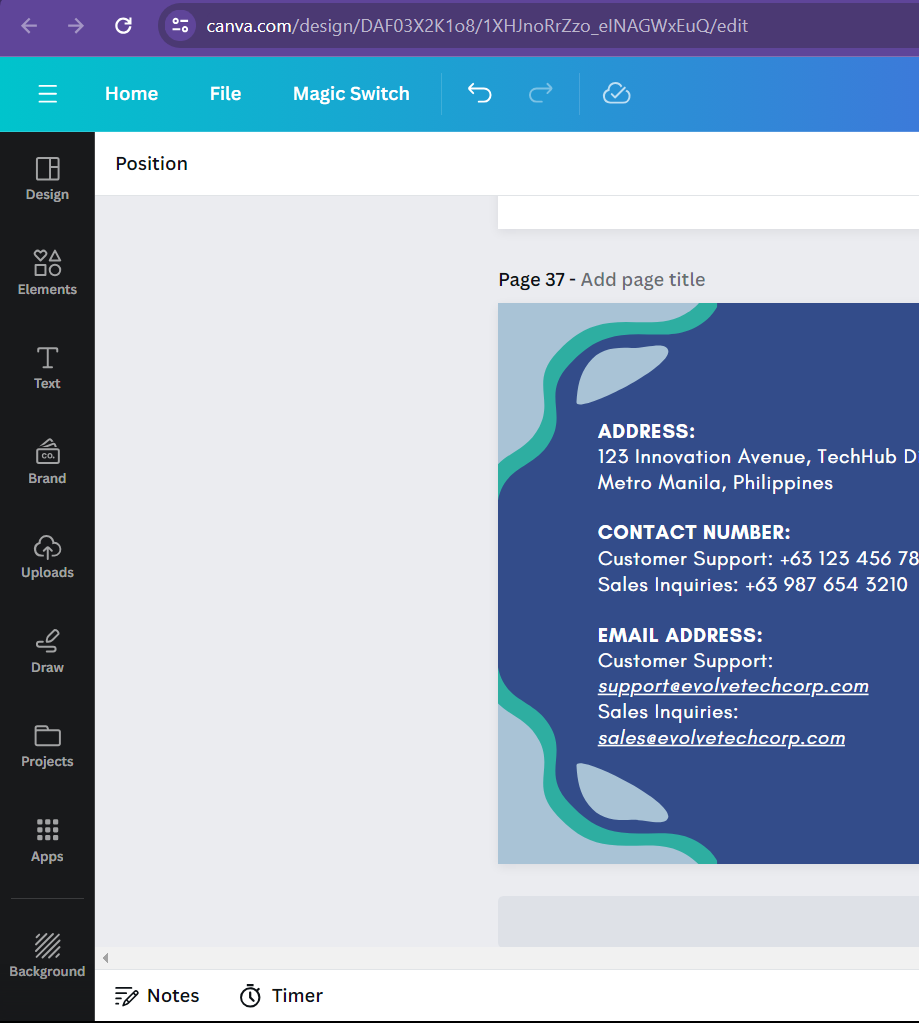 canva.com/design/DAF03X2K1o8/1XHJnoRrZzo_eINAGWxEuQ/edit
Home File Magic Switch
Position
Design
Elements
Text
CO.
Brand
Uploads
Draw
Projects
Apps
Background
Page 37 - Add page title
ADDRESS:
123 Innovation Avenue, TechHub D
Metro Manila, Philippines
CONTACT NUMBER:
Customer Support: +63 123 456 78
Sales Inquiries: +63 987 654 3210
EMAIL ADDRESS:
Customer Support:
support@evolvetechcorp.com
Sales Inquiries:
sales@evolvetechcorp.com
Notes Timer